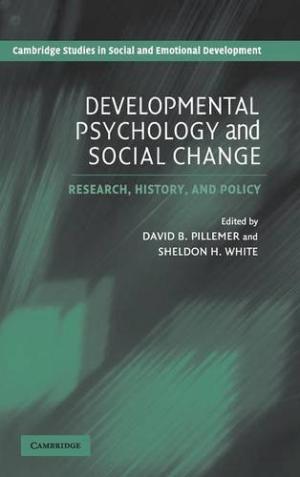 Cambridge Studies in Social and Emotional Development
DEVELOPMENTAL
PSYCHOLOGY and
SOCIAL CHANGE
RESEARCH, HISTORY, AND POLICY
Edited by
DAVID B. PILLEMER and
SHELDON H. WHITE
CAMBRIDGE